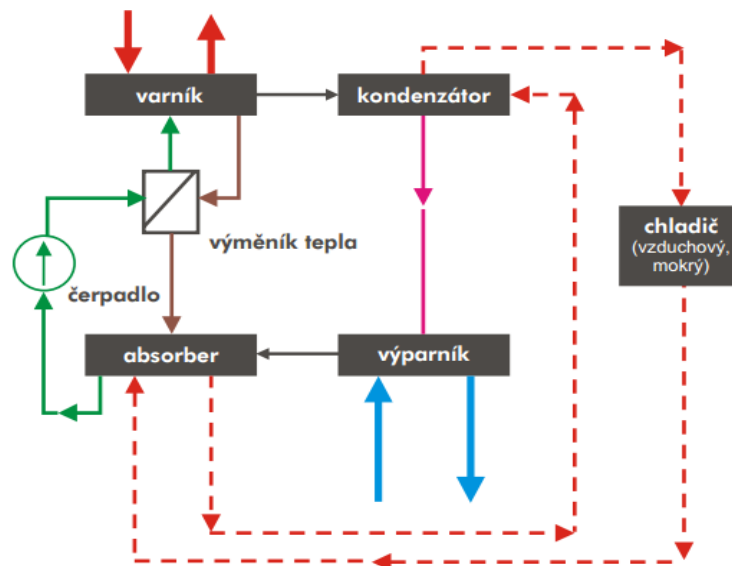 varník
kondenzátor
chladič
(vzduchový,
mokrý)
výměník tepla
čerpadlo
absorber
výparník